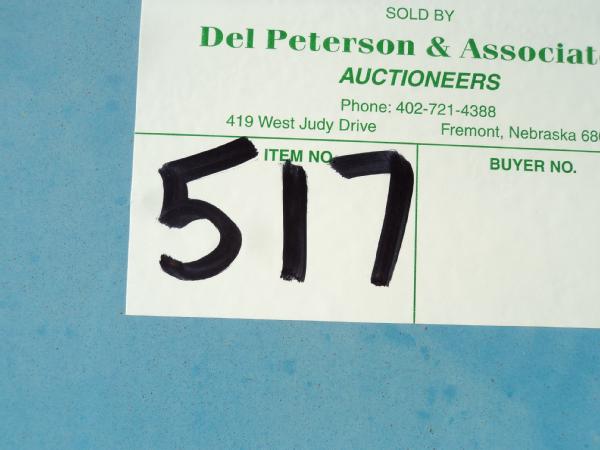 SOLD BY
Del Peterson & Associat
AUCTIONEERS
Phone: 402-721-4388
419 West Judy Drive Fremont, Nebraska 680
ITEM NO. BUYER NO.
517